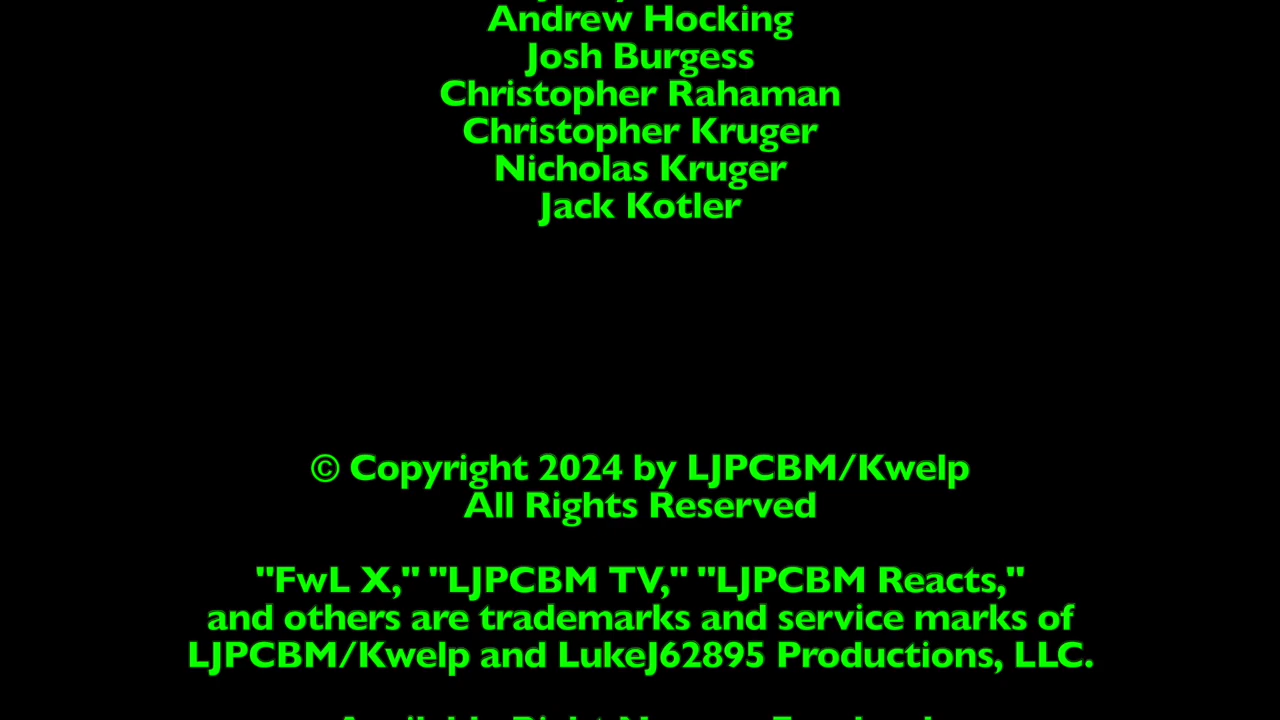 Andrew Hocking
Josh Burgess
Christopher Rahaman
Christopher Kruger
Nicholas Kruger
Jack Kotler
© Copyright 2024 by LJPCBM/Kwelp
All Rights Reserved
"FwL X," "LJPCBM TV," "LJPCBM Reacts,"
and others are trademarks and service marks of
LJPCBM/Kwelp and LukeJ62895 Productions, LLC.